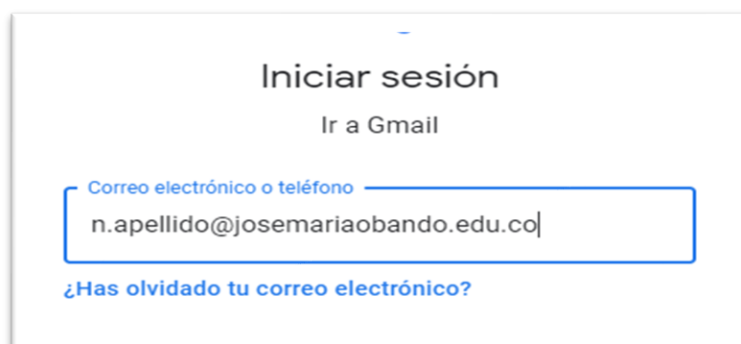 Iniciar sesión
Ir a Gmail
Correo electrónico o teléfono
n.apellido@josemariaobando.edu.co
¿Has olvidado tu correo electrónico?